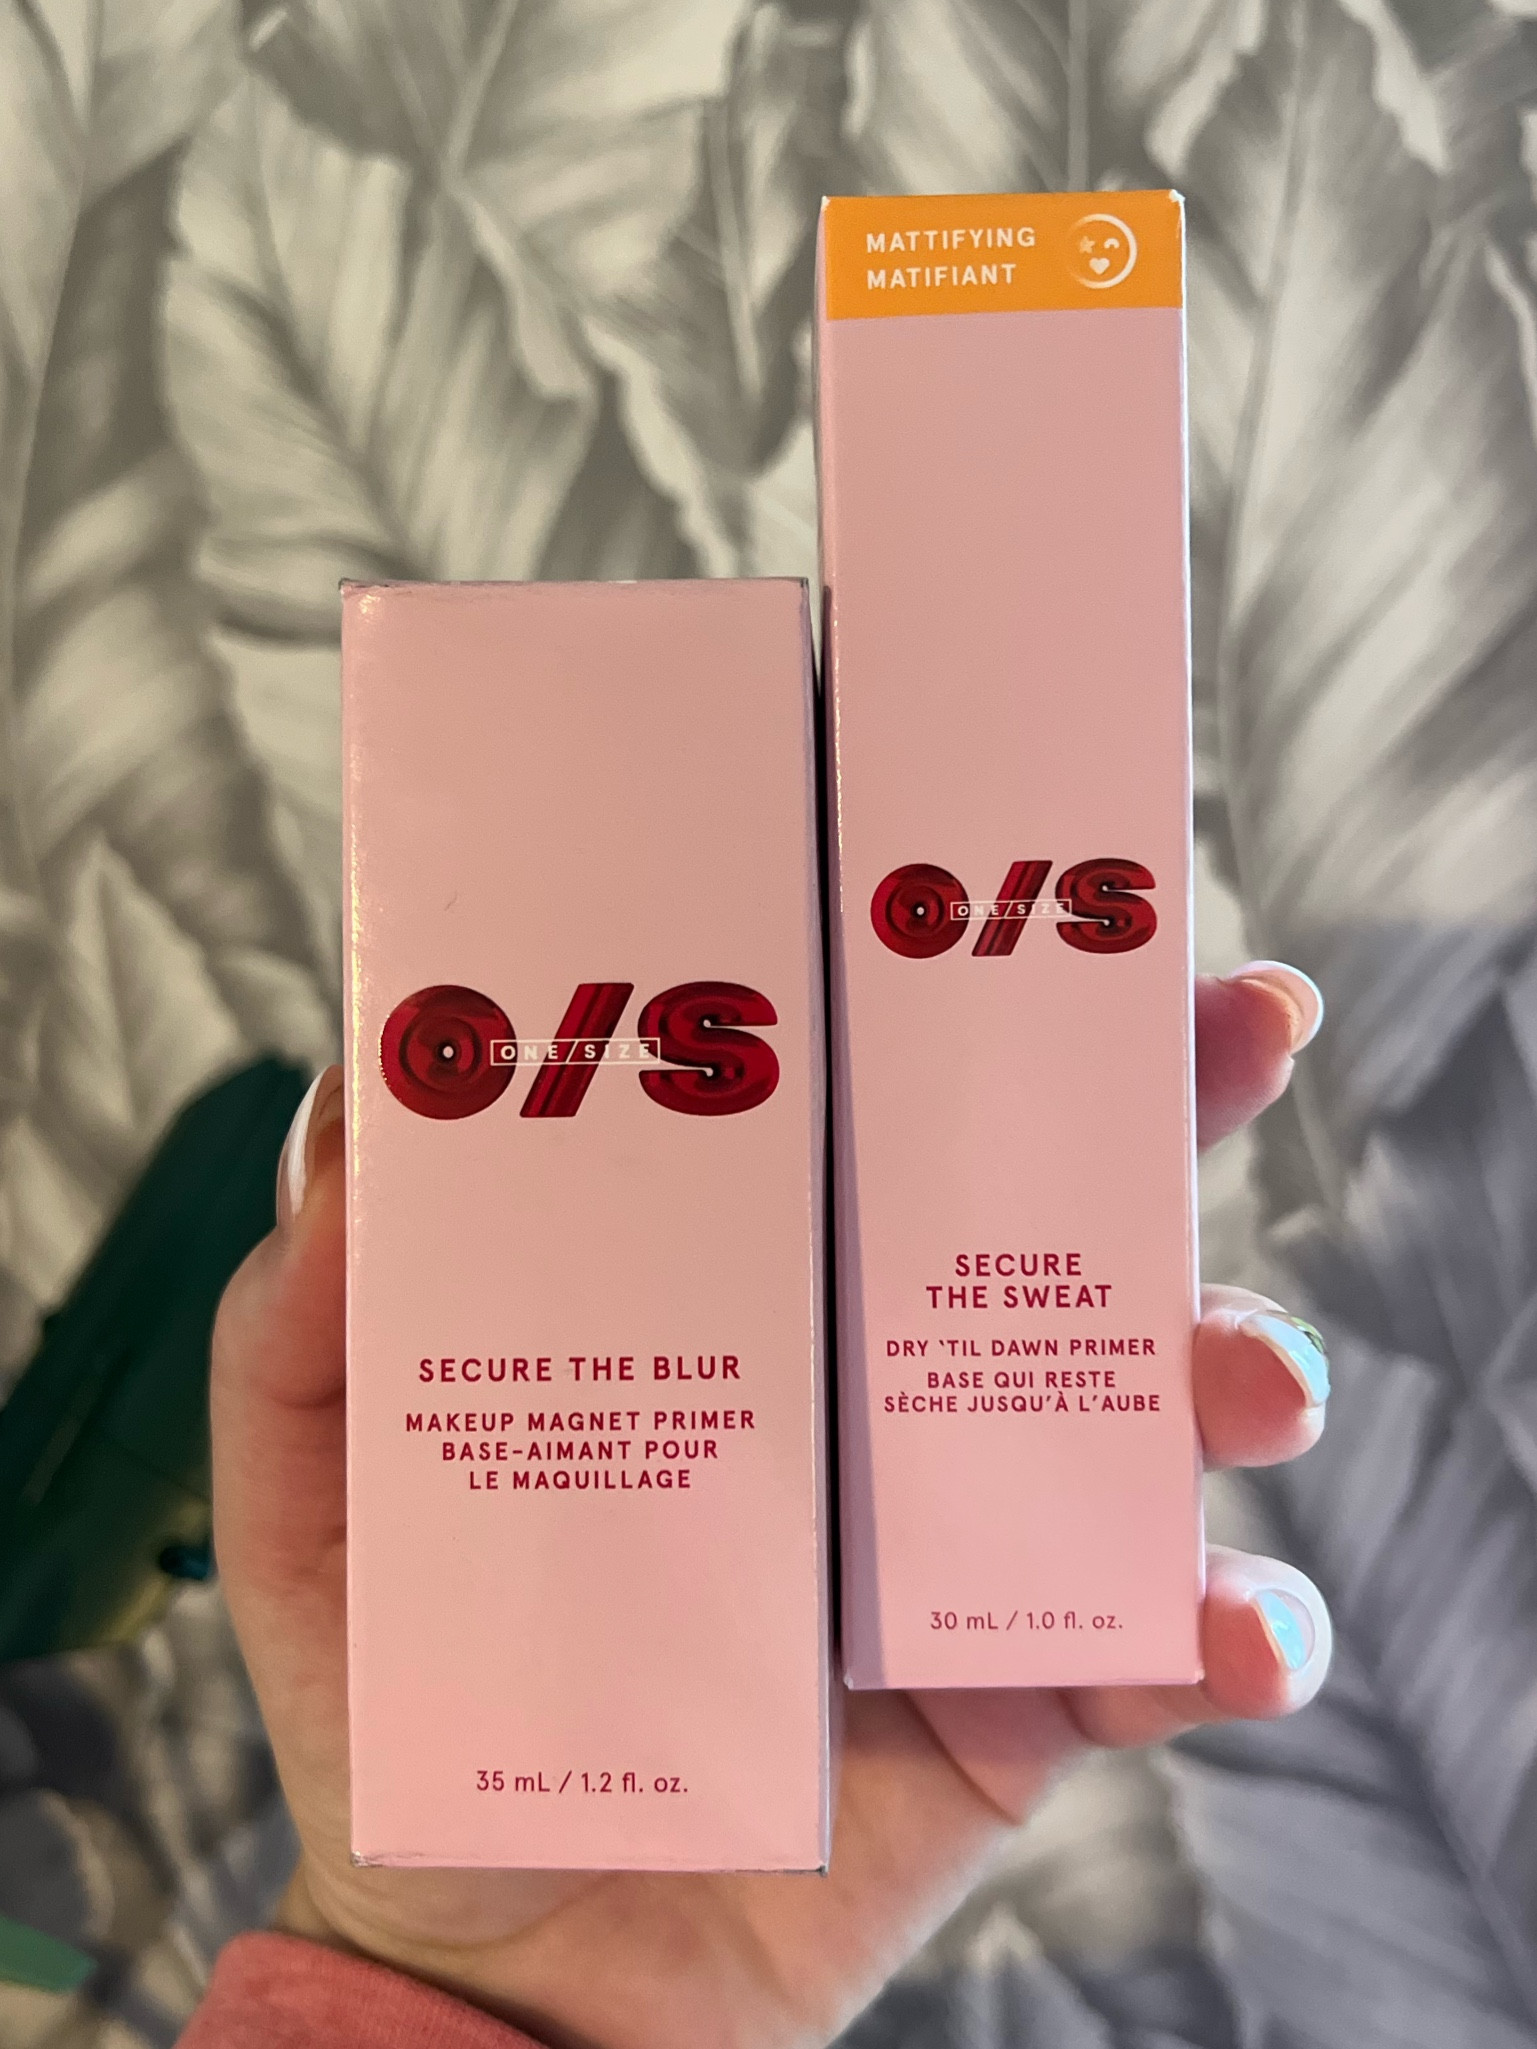 O/S
ONE/SIZE
SECURE THE BLUR
MAKEUP MAGNET PRIMER
BASE-AIMANT POUR
LE MAQUILLAGE
35 mL / 1.2 fl. oz.
MATTIFYING
MATIFIANT
O/S
ONE/SIZE
SECURE
THE SWEAT
DRY ‘TIL DAWN PRIMER
BASE QUI RESTE
SÈCHE JUSQU’À L’AUBE
30 mL / 1.0 fl. oz.